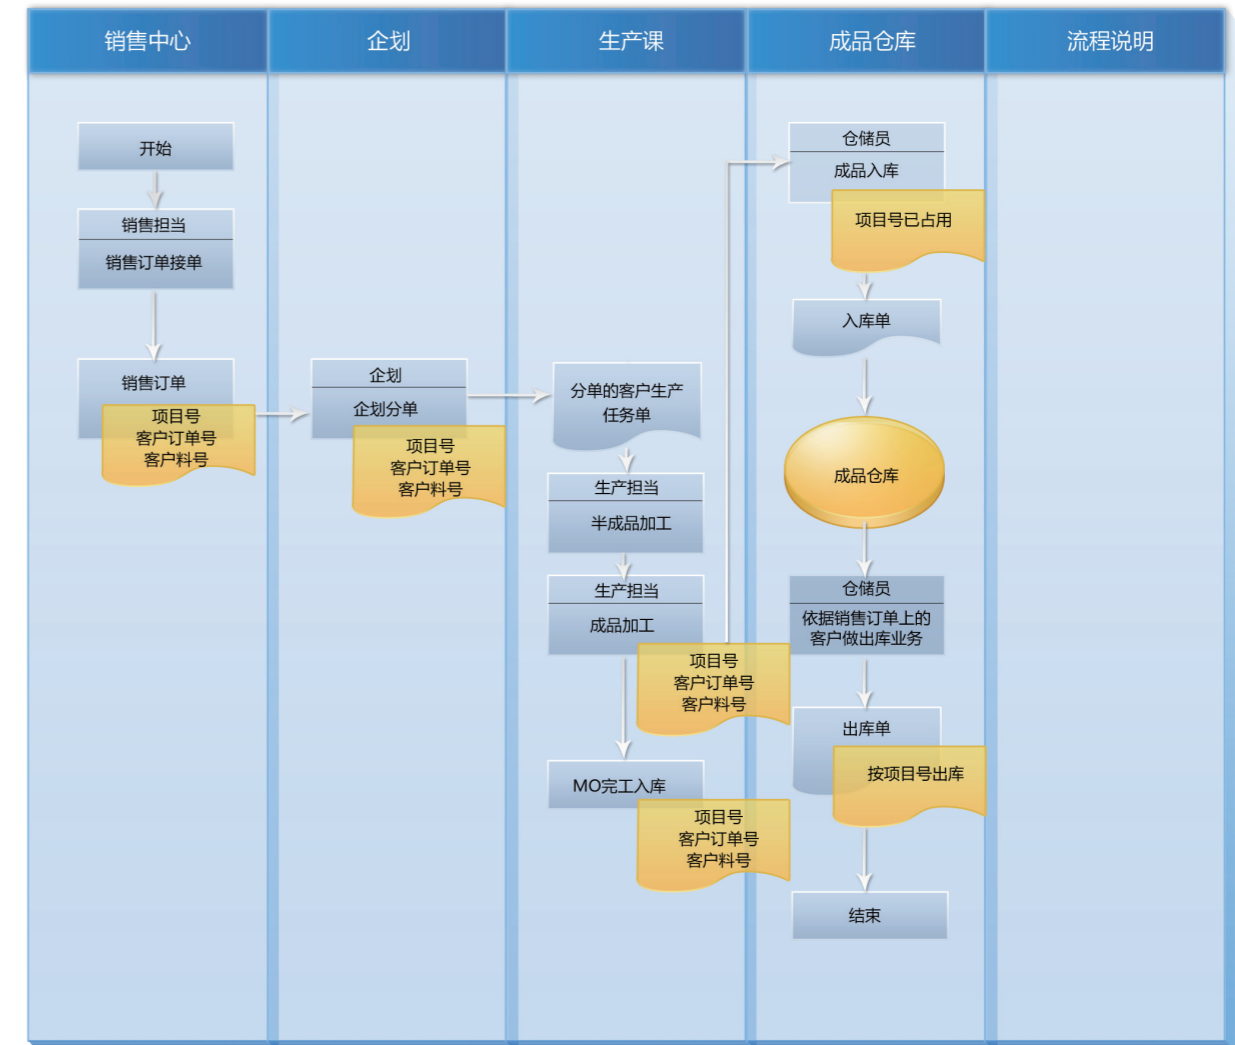 销售中心
企划
生产课
成品仓库
流程说明
开始
销售担当
销售订单接单
销售订单
项目号
客户订单号
客户料号
企划
企划分单
项目号
客户订单号
客户料号
分单的客户生产
任务单
生产担当
半成品加工
生产担当
成品加工
项目号
客户订单号
客户料号
MO完工入库
项目号
客户订单号
客户料号
仓储员
成品入库
项目号已占用
入库单
成品仓库
仓储员
依据销售订单上的
客户做出库业务
出库单
按项目号出库
结束